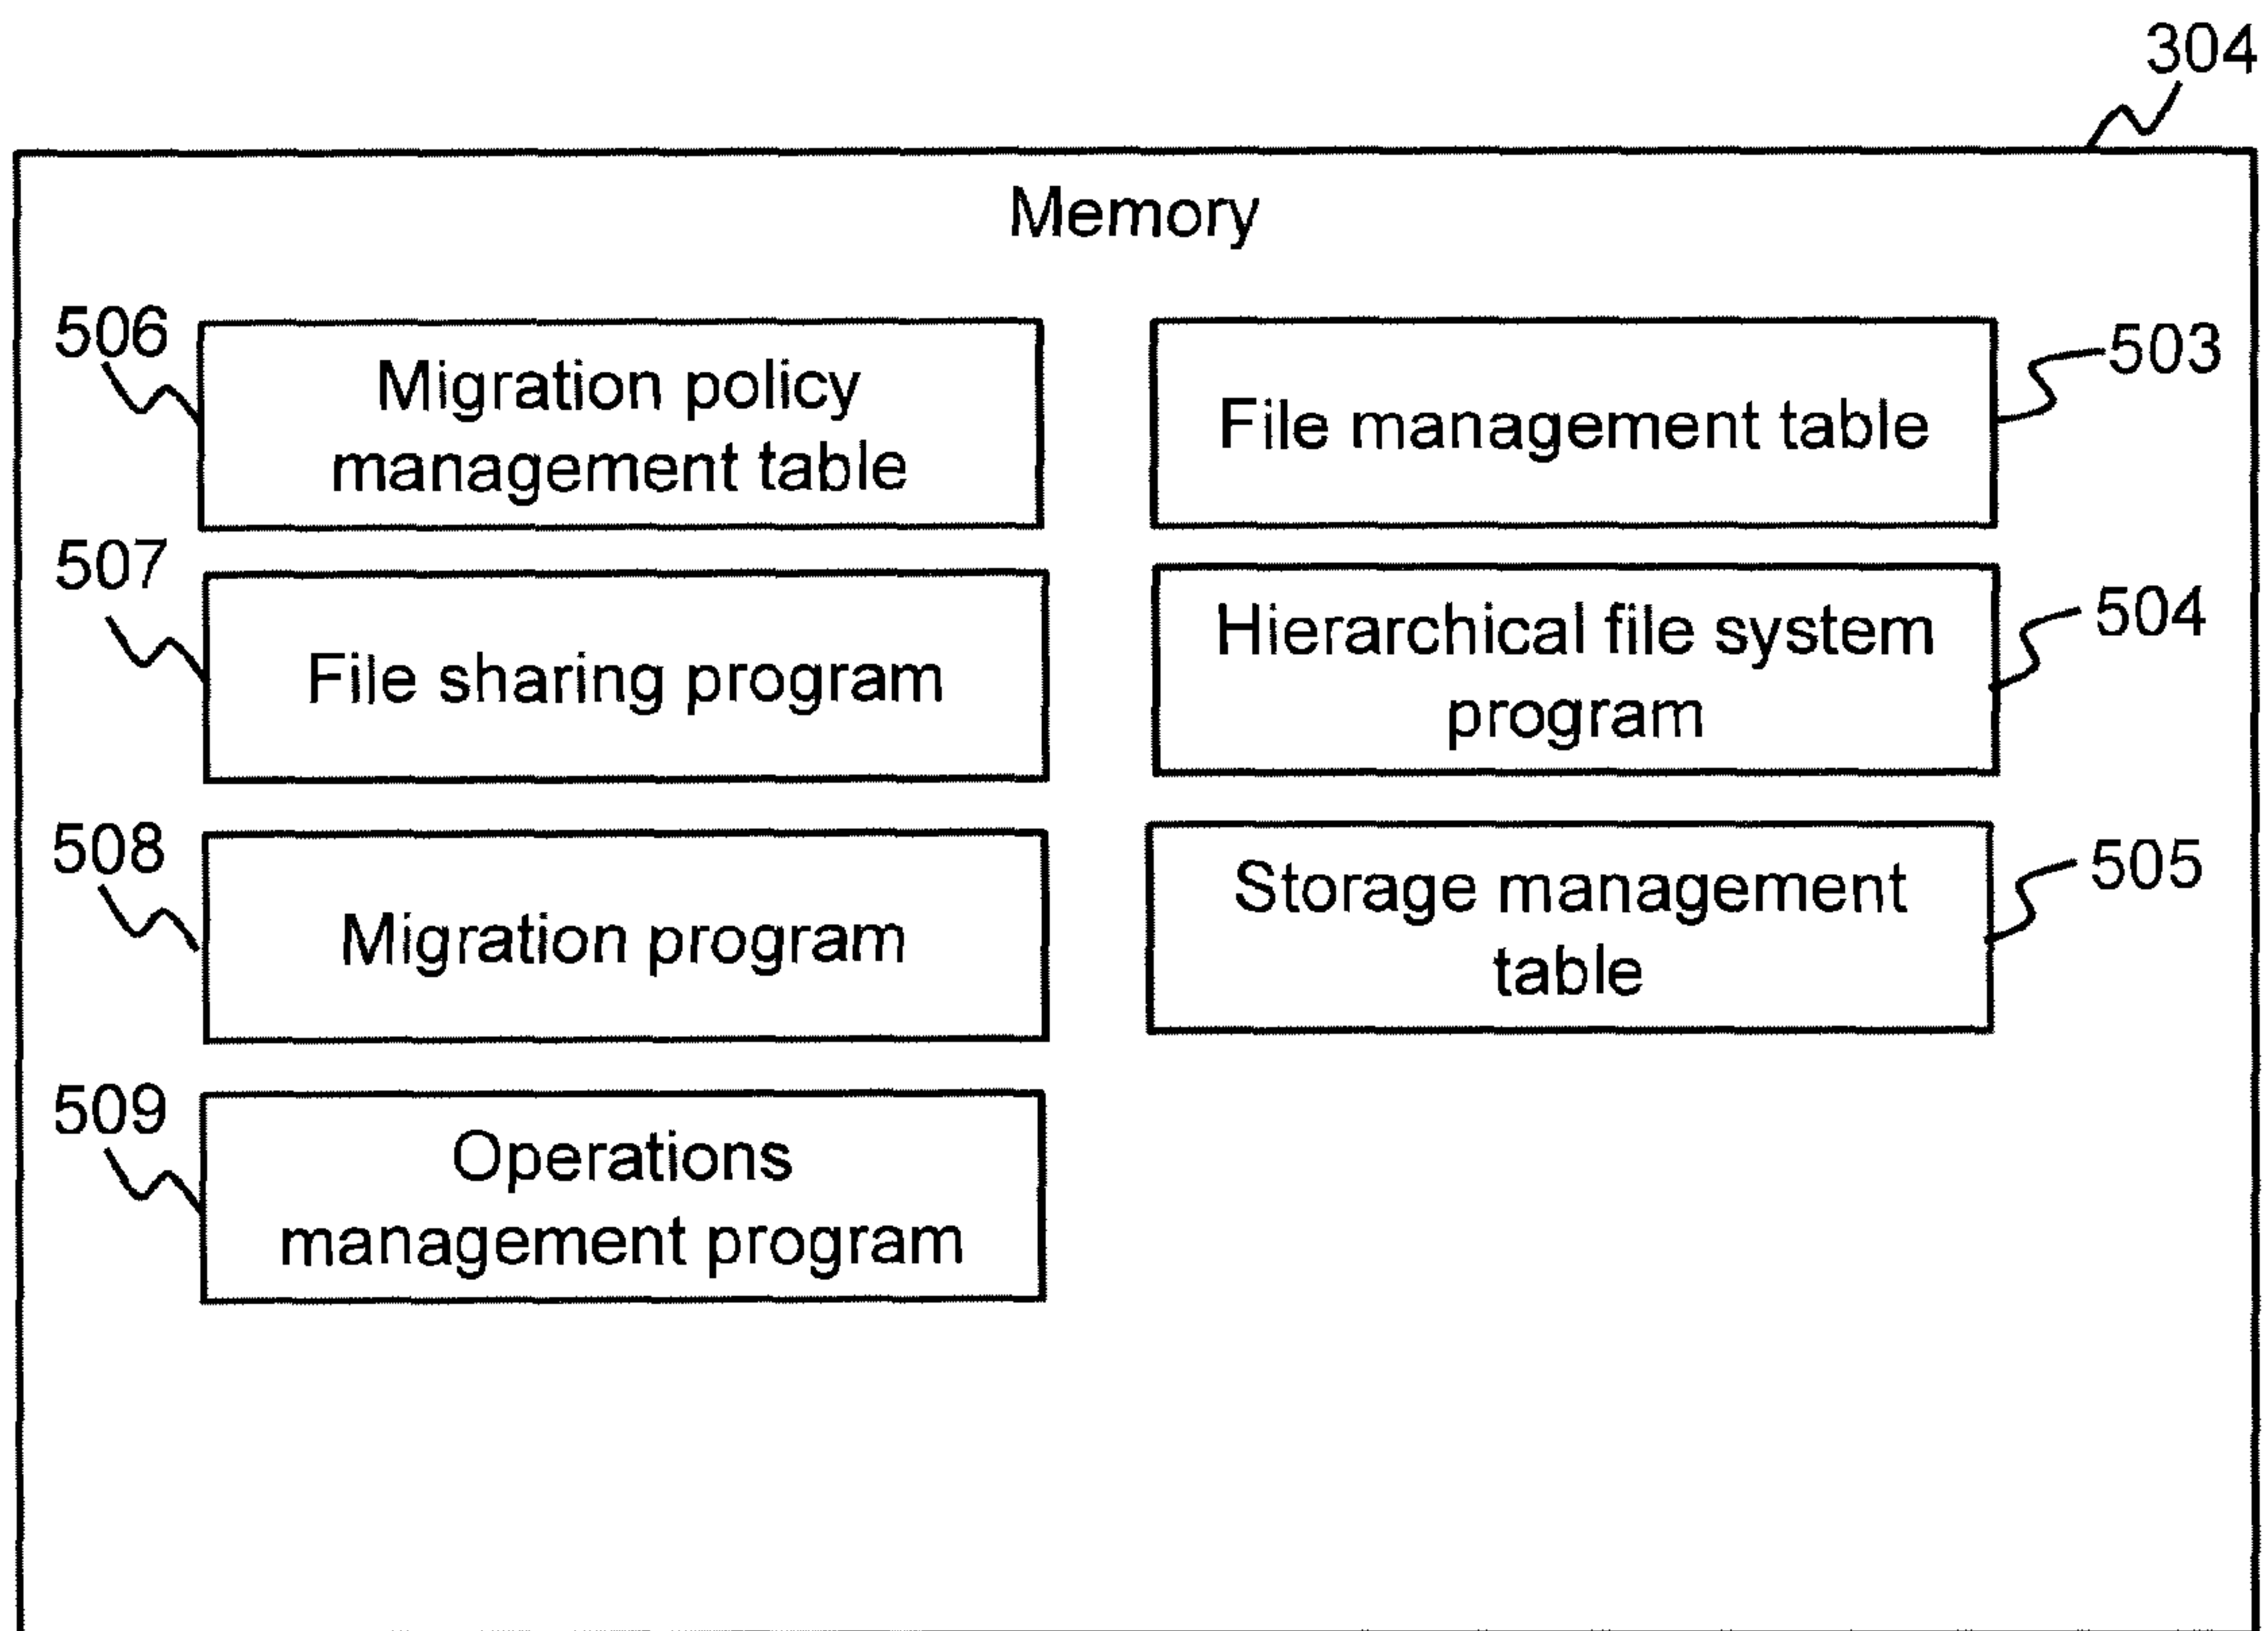 304
Memory
506
Migration policy
management table
507
File sharing program
508
Migration program
509
Operations
management program
File management table
503
Hierarchical file system
program
504
Storage management
table
505